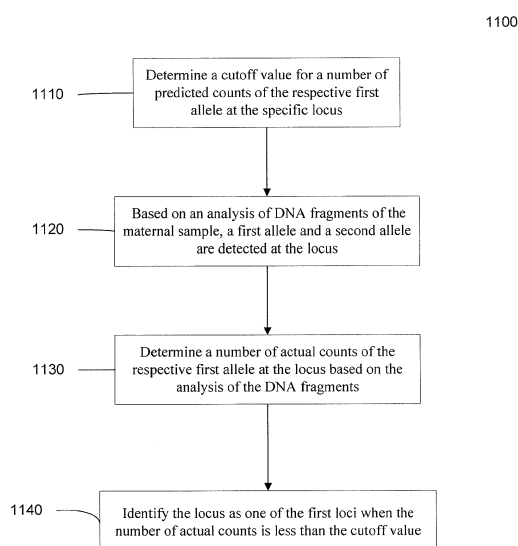 1100
1110
Determine a cutoff value for a number of
predicted counts of the respective first
allele at the specific locus
1120
Based on an analysis of DNA fragments of the
maternal sample, a first allele and a second allele
are detected at the locus
1130
Determine a number of actual counts of the
respective first allele at the locus based on the
analysis of the DNA fragments
1140
Identify the locus as one of the first loci when the
number of actual counts is less than the cutoff value